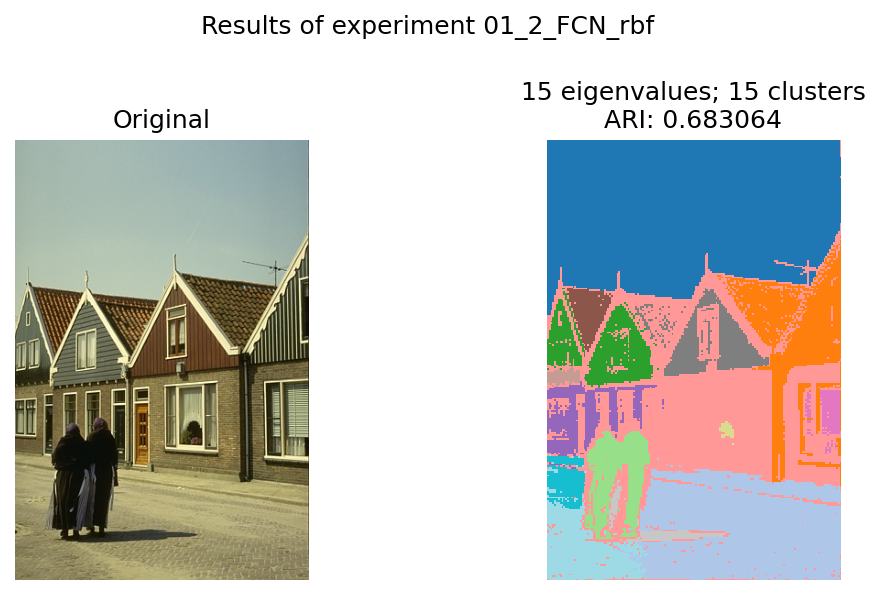 Results of experiment 01_2_FCN_rbf
Original
15 eigenvalues; 15 clusters
ARI: 0.683064